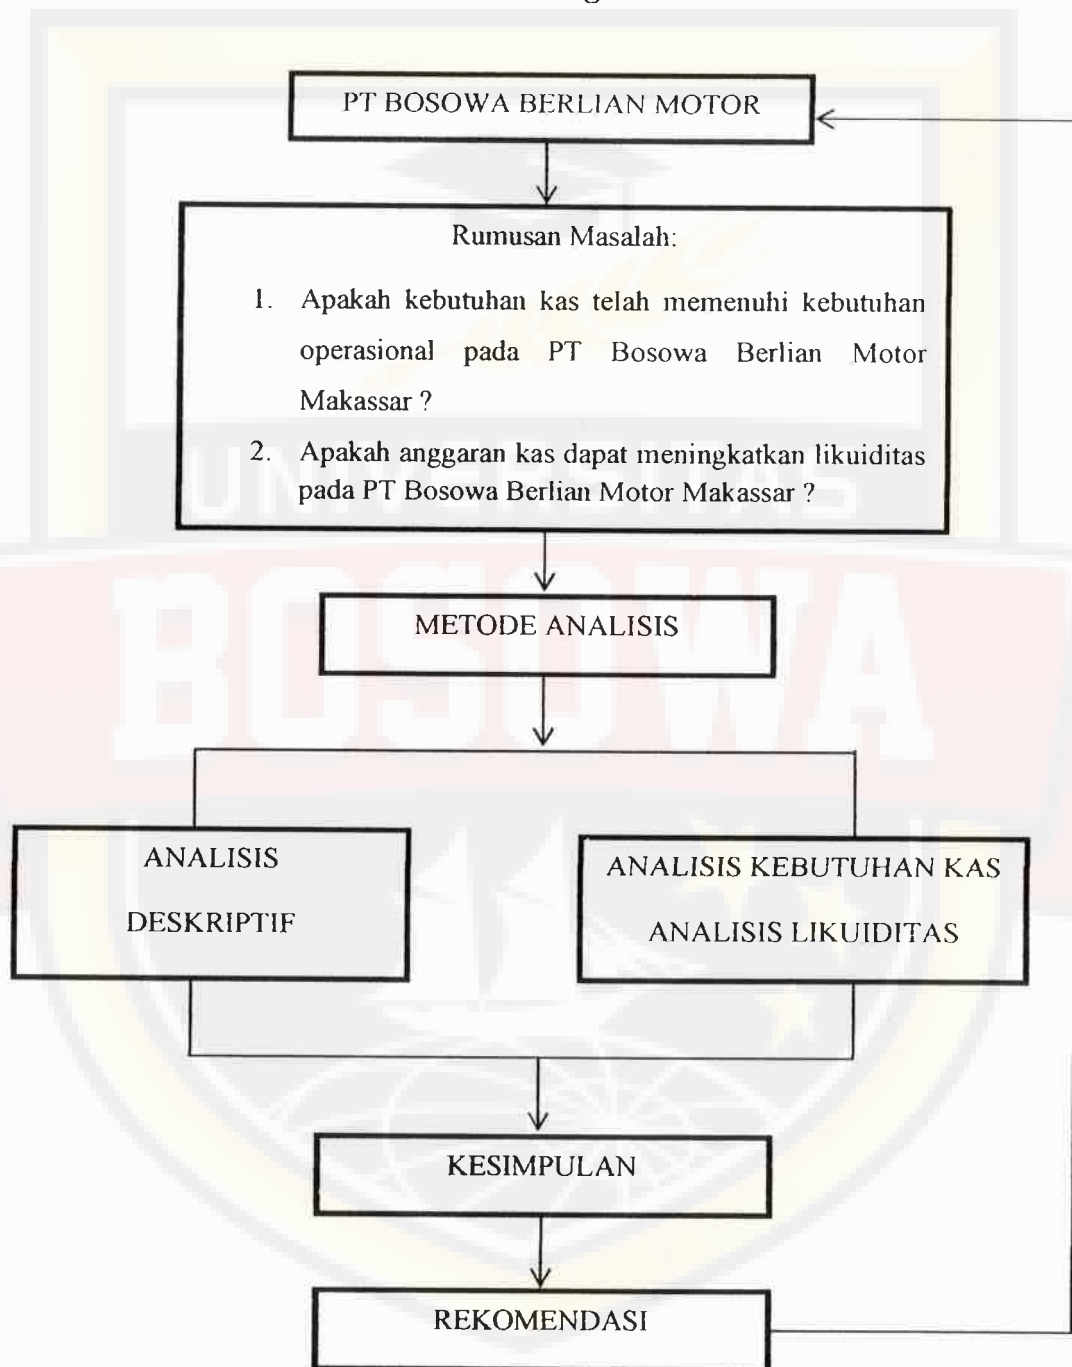 PT BOSOWA BERLIAN MOTOR
Rumusan Masalah:
1. Apakah kebutuhan kas telah memenuhi kebutuhan
operasional pada PT Bosowa Berlian Motor
Makassar ?
2. Apakah anggaran kas dapat meningkatkan likuiditas
pada PT Bosowa Berlian Motor Makassar ?
UNIVERSITAS
METODE ANALISIS
BOSOWA
ANALISIS
DESKRIPTIF
ANALISIS KEBUTUHAN KAS
ANALISIS LIKUIDITAS
KESIMPULAN
REKOMENDASI